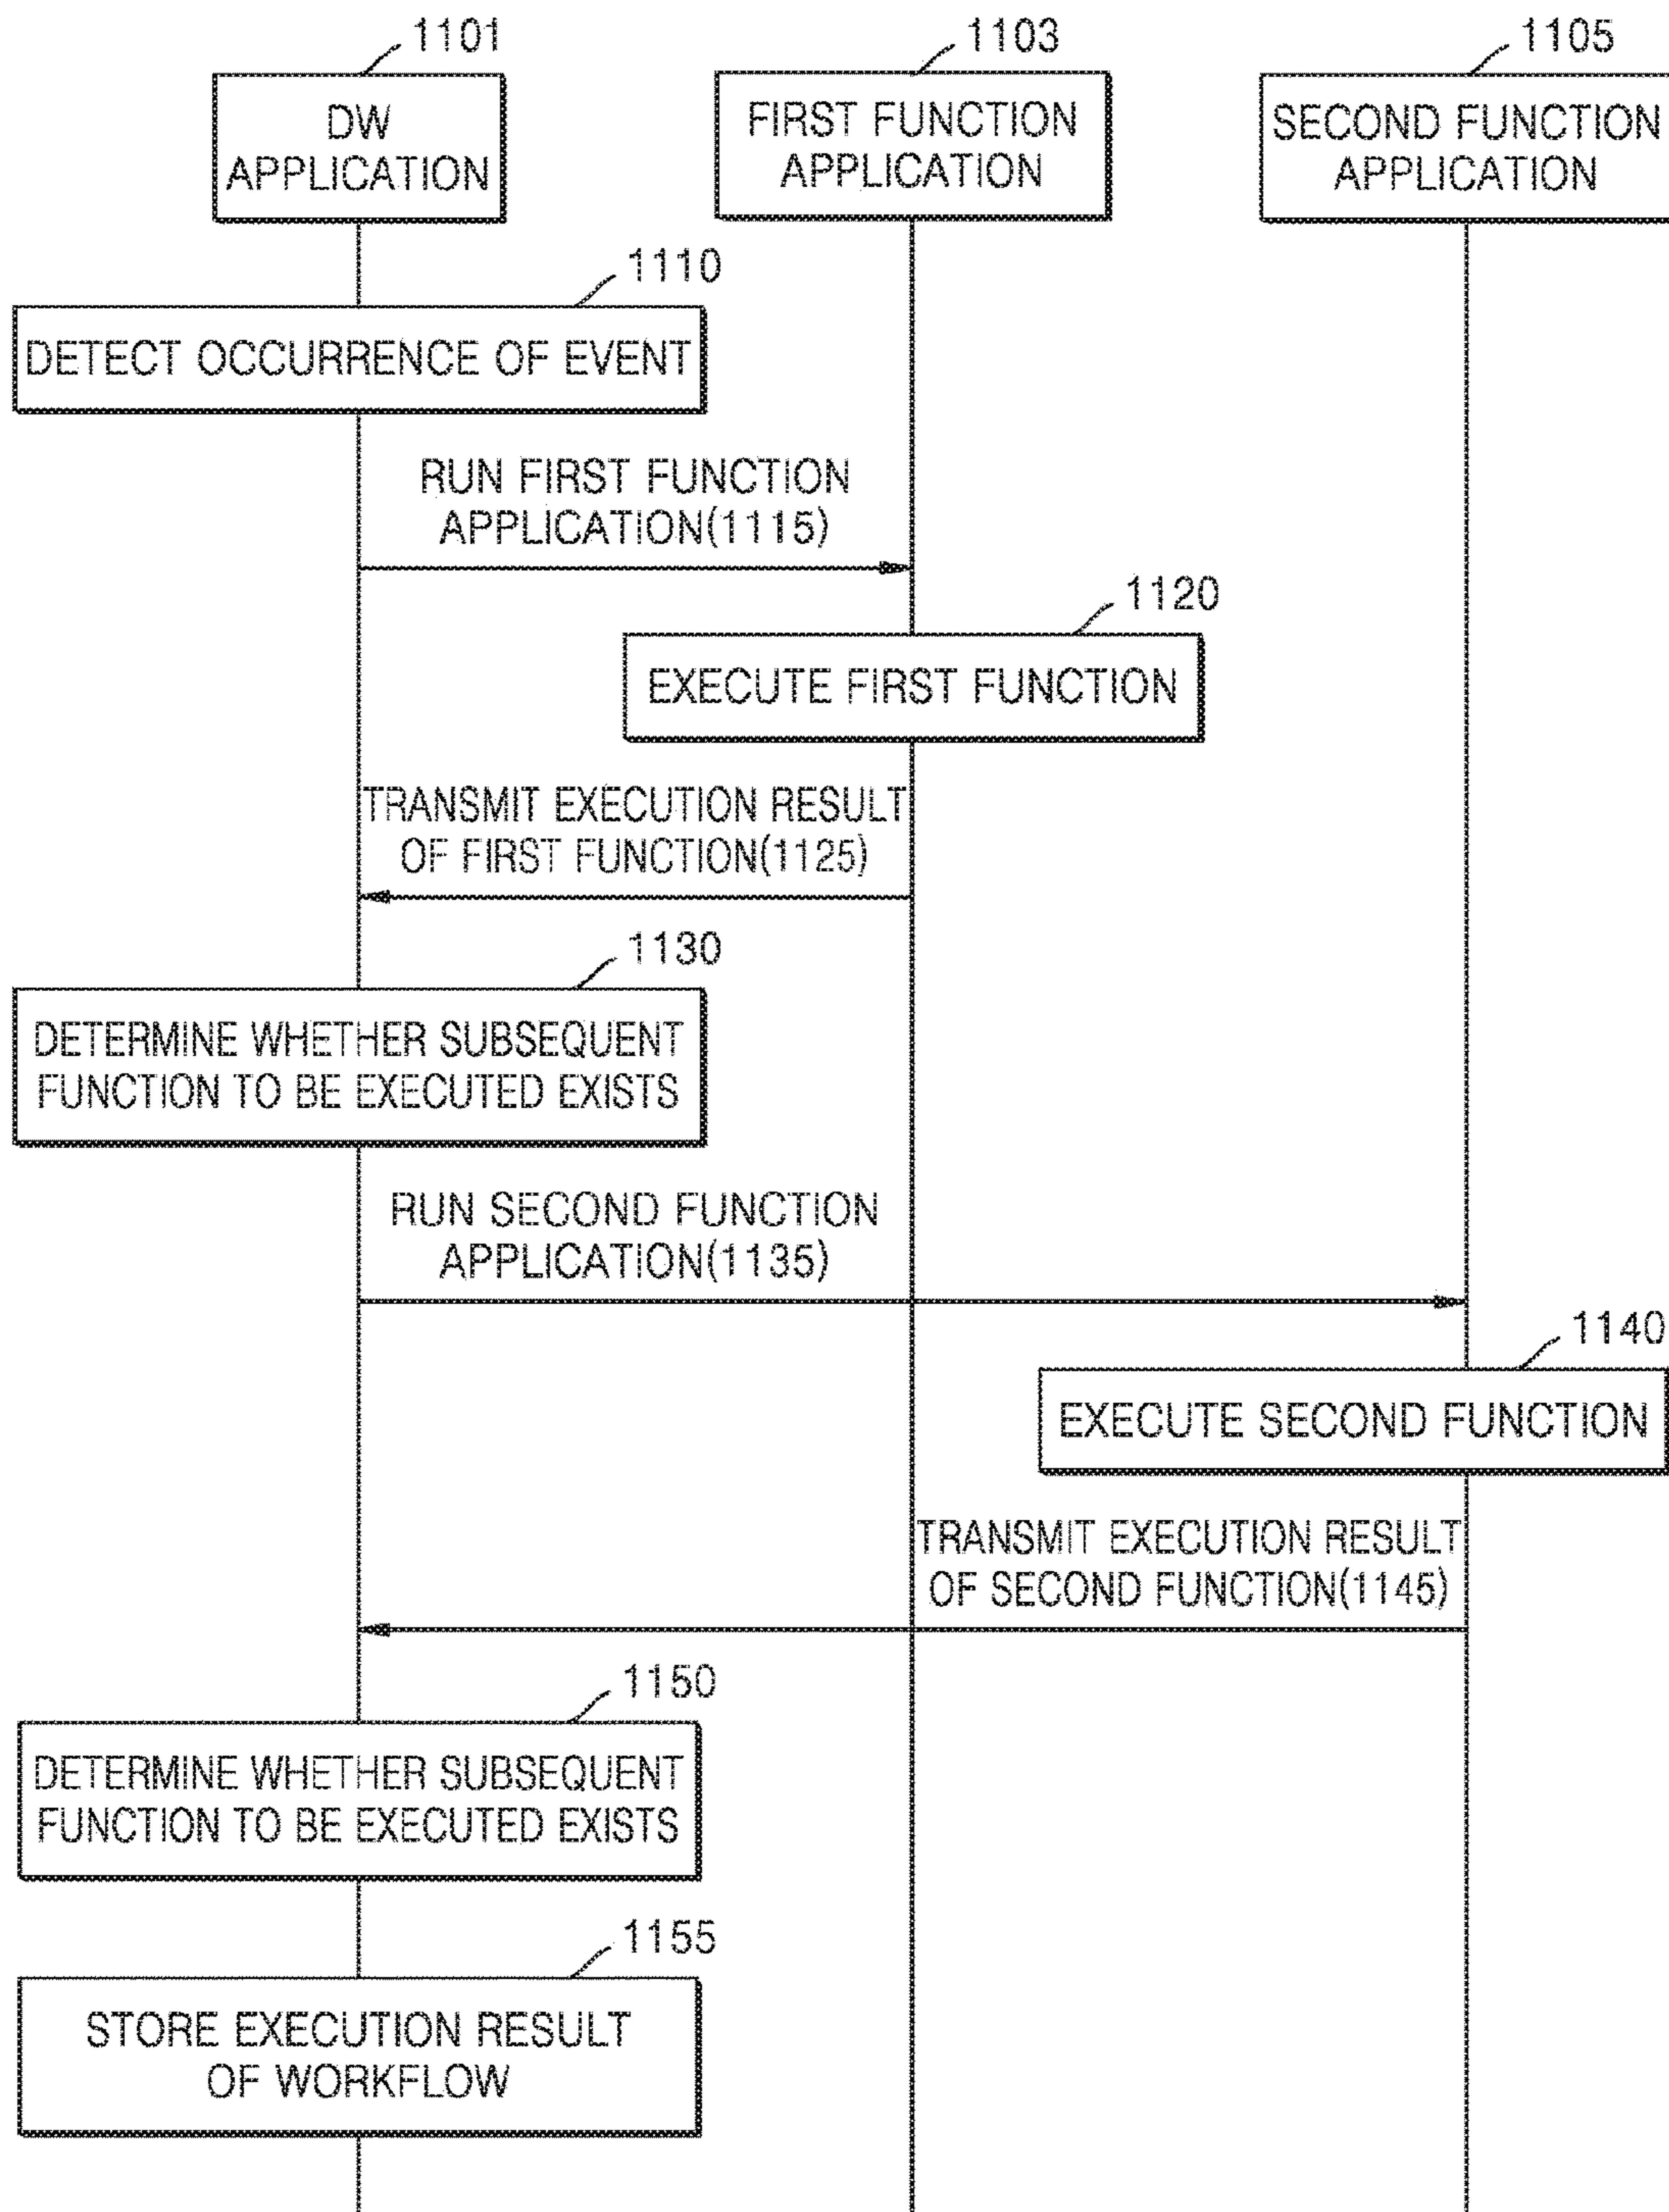 1101
1103
1105
DW
APPLICATION
FIRST FUNCTION
APPLICATION
SECOND FUNCTION
APPLICATION
1110
DETECT OCCURRENCE OF EVENT
RUN FIRST FUNCTION
APPLICATION(1115)
1120
EXECUTE FIRST FUNCTION
TRANSMIT EXECUTION RESULT
OF FIRST FUNCTION(1125)
1130
DETERMINE WHETHER SUBSEQUENT
FUNCTION TO BE EXECUTED EXISTS
RUN SECOND FUNCTION
APPLICATION(1135)
1140
EXECUTE SECOND FUNCTION
TRANSMIT EXECUTION RESULT
OF SECOND FUNCTION(1145)
1150
DETERMINE WHETHER SUBSEQUENT
FUNCTION TO BE EXECUTED EXISTS
1155
STORE EXECUTION RESULT
OF WORKFLOW